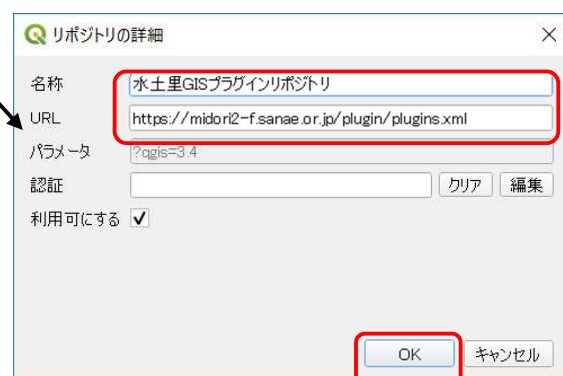 リポジトリの詳細
名称 水土里GISプラグインリポジトリ
URL https://midori2-f.sanae.or.jp/plugin/plugins.xml
パラメータ ?qgis=3.4
認証 クリア 編集
利用可にする
OK キャンセル